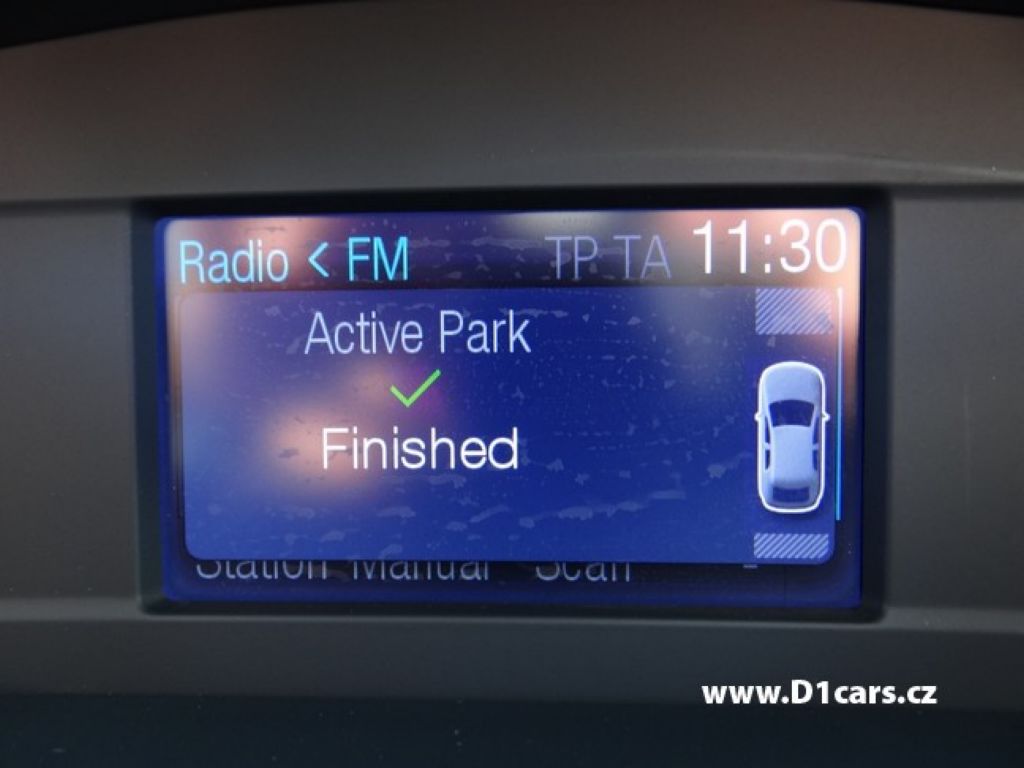 Radio < FM TP TA 11:30
Active Park
Finished
Station Manual Scan
www.D1cars.cz